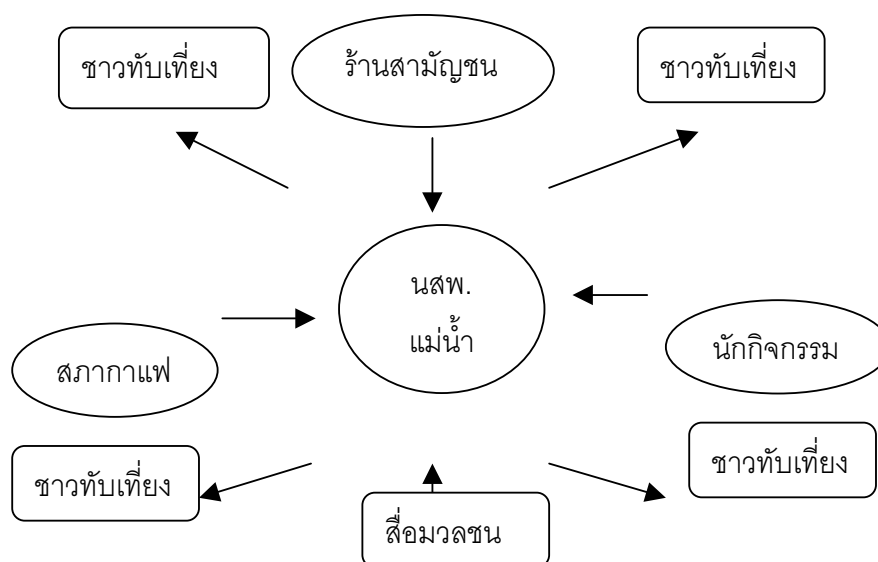 ชาวทับเที่ยง
ร้านสามัญชน
ชาวทับเที่ยง
นสพ.
แม่น้ำ
สภากาแฟ
นักกิจกรรม
ชาวทับเที่ยง
ชาวทับเที่ยง
สื่อมวลชน